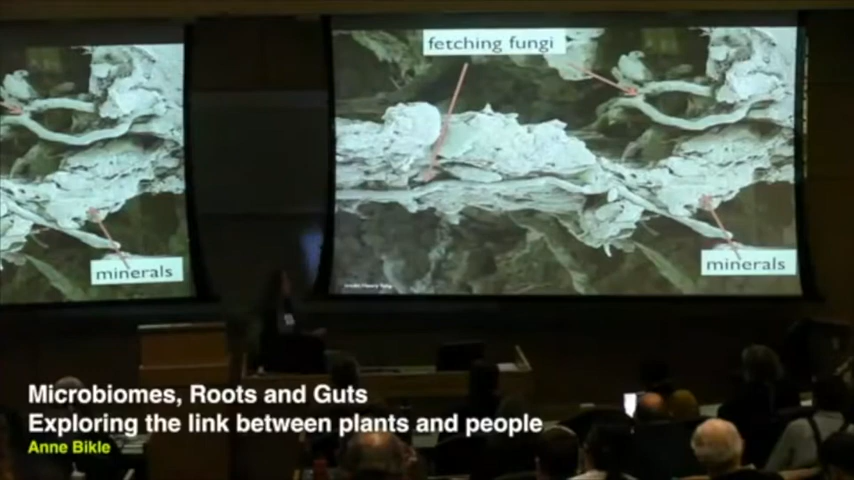 fetching fungi
minerals
minerals
Microbiomes, Roots and Guts
Exploring the link between plants and people
Anne Bikle